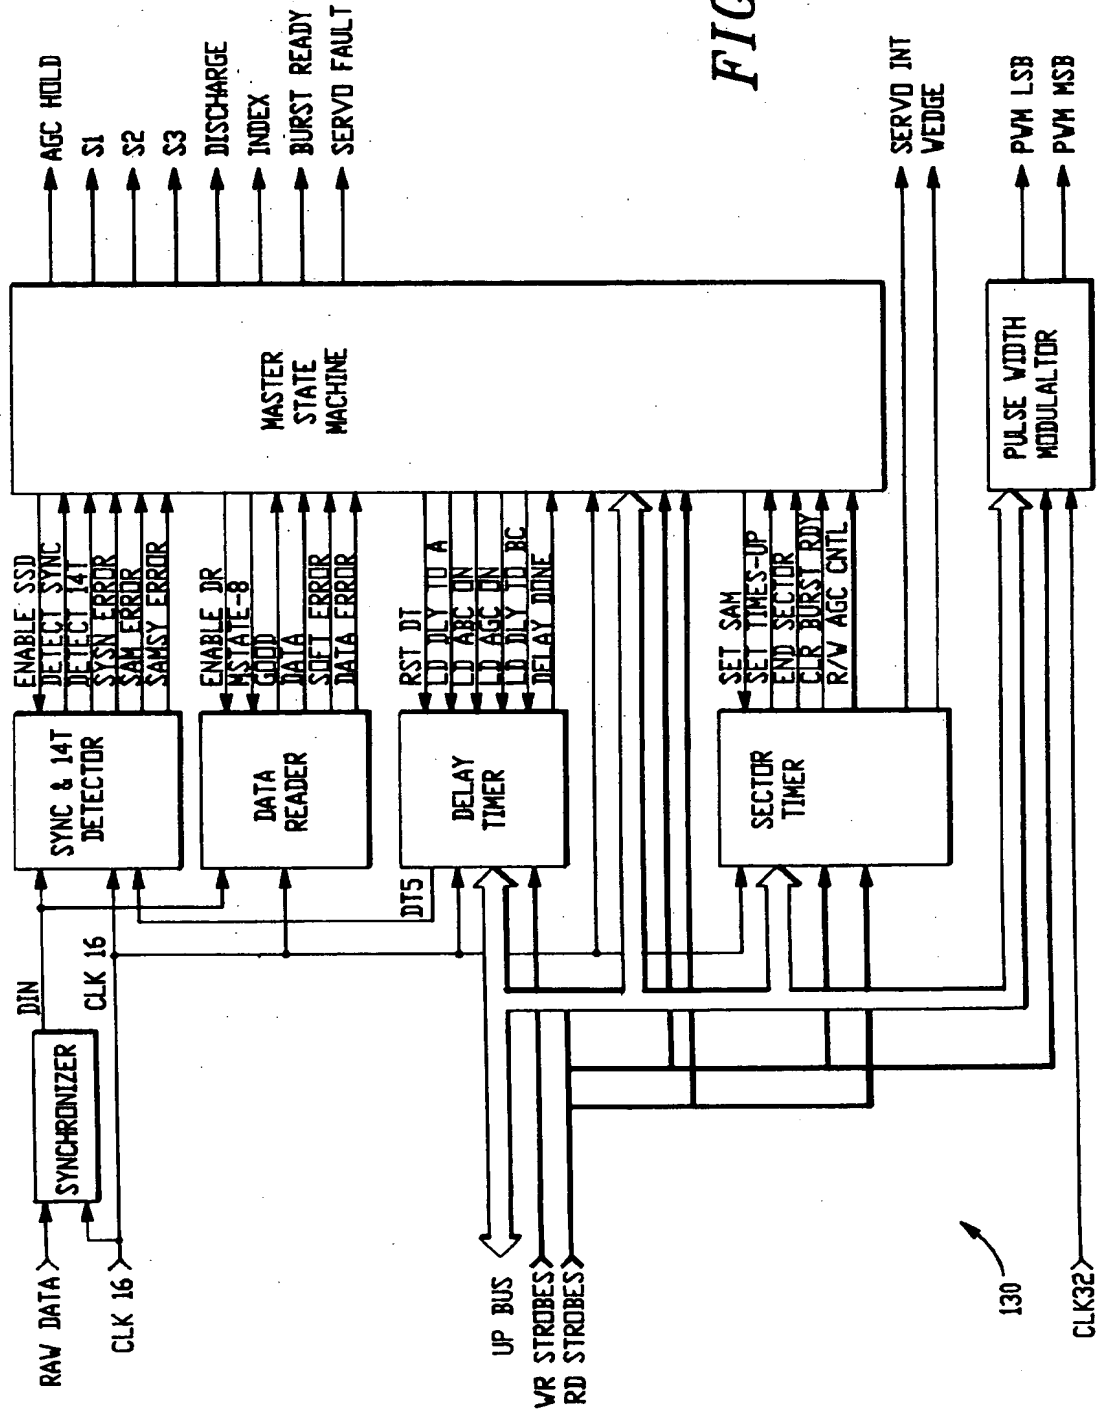 FIG
RAW DATA
CLK 16
SYNCHRONIZER
DIN
CLK 16
DT5
SYNC & 14T
DETECTOR
ENABLE SSD
DETECT SYNC
DETECT 14T
SYSN ERROR
SAM ERROR
SAMSY ERROR
DATA
READER
ENABLE DR
MSTATE-8
GOOD
DATA
SOFT ERROR
DATA ERROR
DELAY
TIMER
RST DT
LD DLY TO A
LD ABC ON
LD AGC ON
LD DLY TO BC
DELAY DONE
SECTOR
TIMER
SET SAM
SET TIMES-UP
END SECTOR
CLR BURST RDY
R/W AGC CNTL
MASTER
STATE
MACHINE
AGC HOLD
S1
S2
S3
DISCHARGE
INDEX
BURST READY
SERVO FAULT
SERVO INT
WEDGE
UP BUS
WR STROBES
RD STROBES
PULSE WIDTH
MODULALTOR
PWM LSB
PWM MSB
130
CLK32